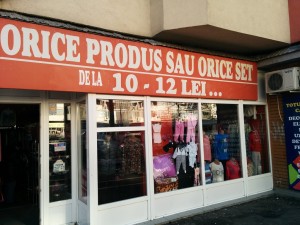 ORICE PRODUS SAU ORICE SET
DE LA 10 - 12 LEI...